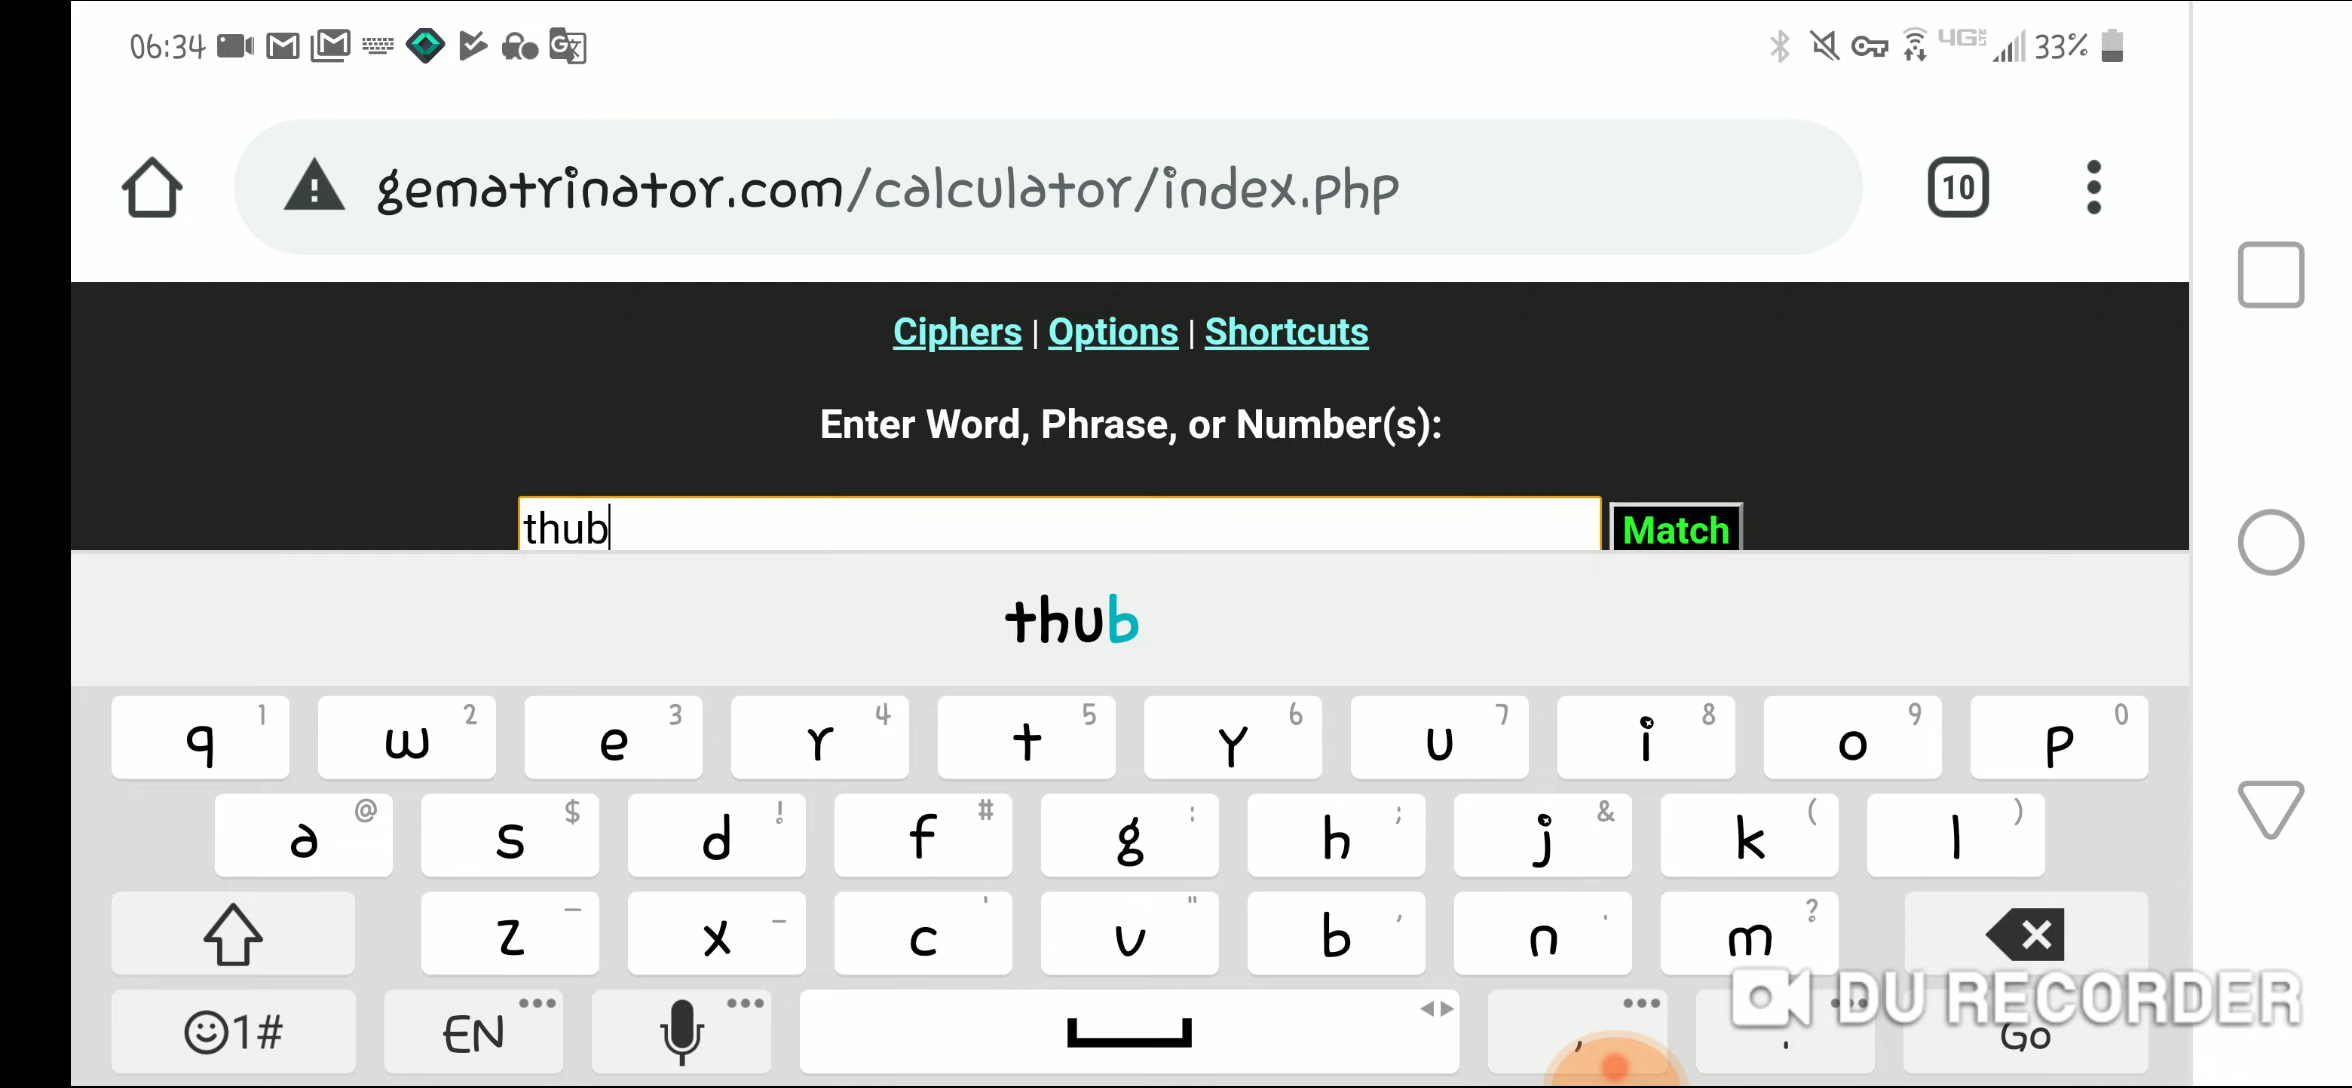 06:34 4G 33%
gematrinator.com/calculator/index.php 10
Ciphers | Options | Shortcuts
Enter Word, Phrase, or Number(s):
thub Match
thub
1 2 3 4 5 6 7 8 9 0
q w e r t y u i o p
@ $ ! # : ; & ( )
a s d f g h j k l
– - ' " , . ?
z x c v b n m
1# EN , . Go
DU RECORDER